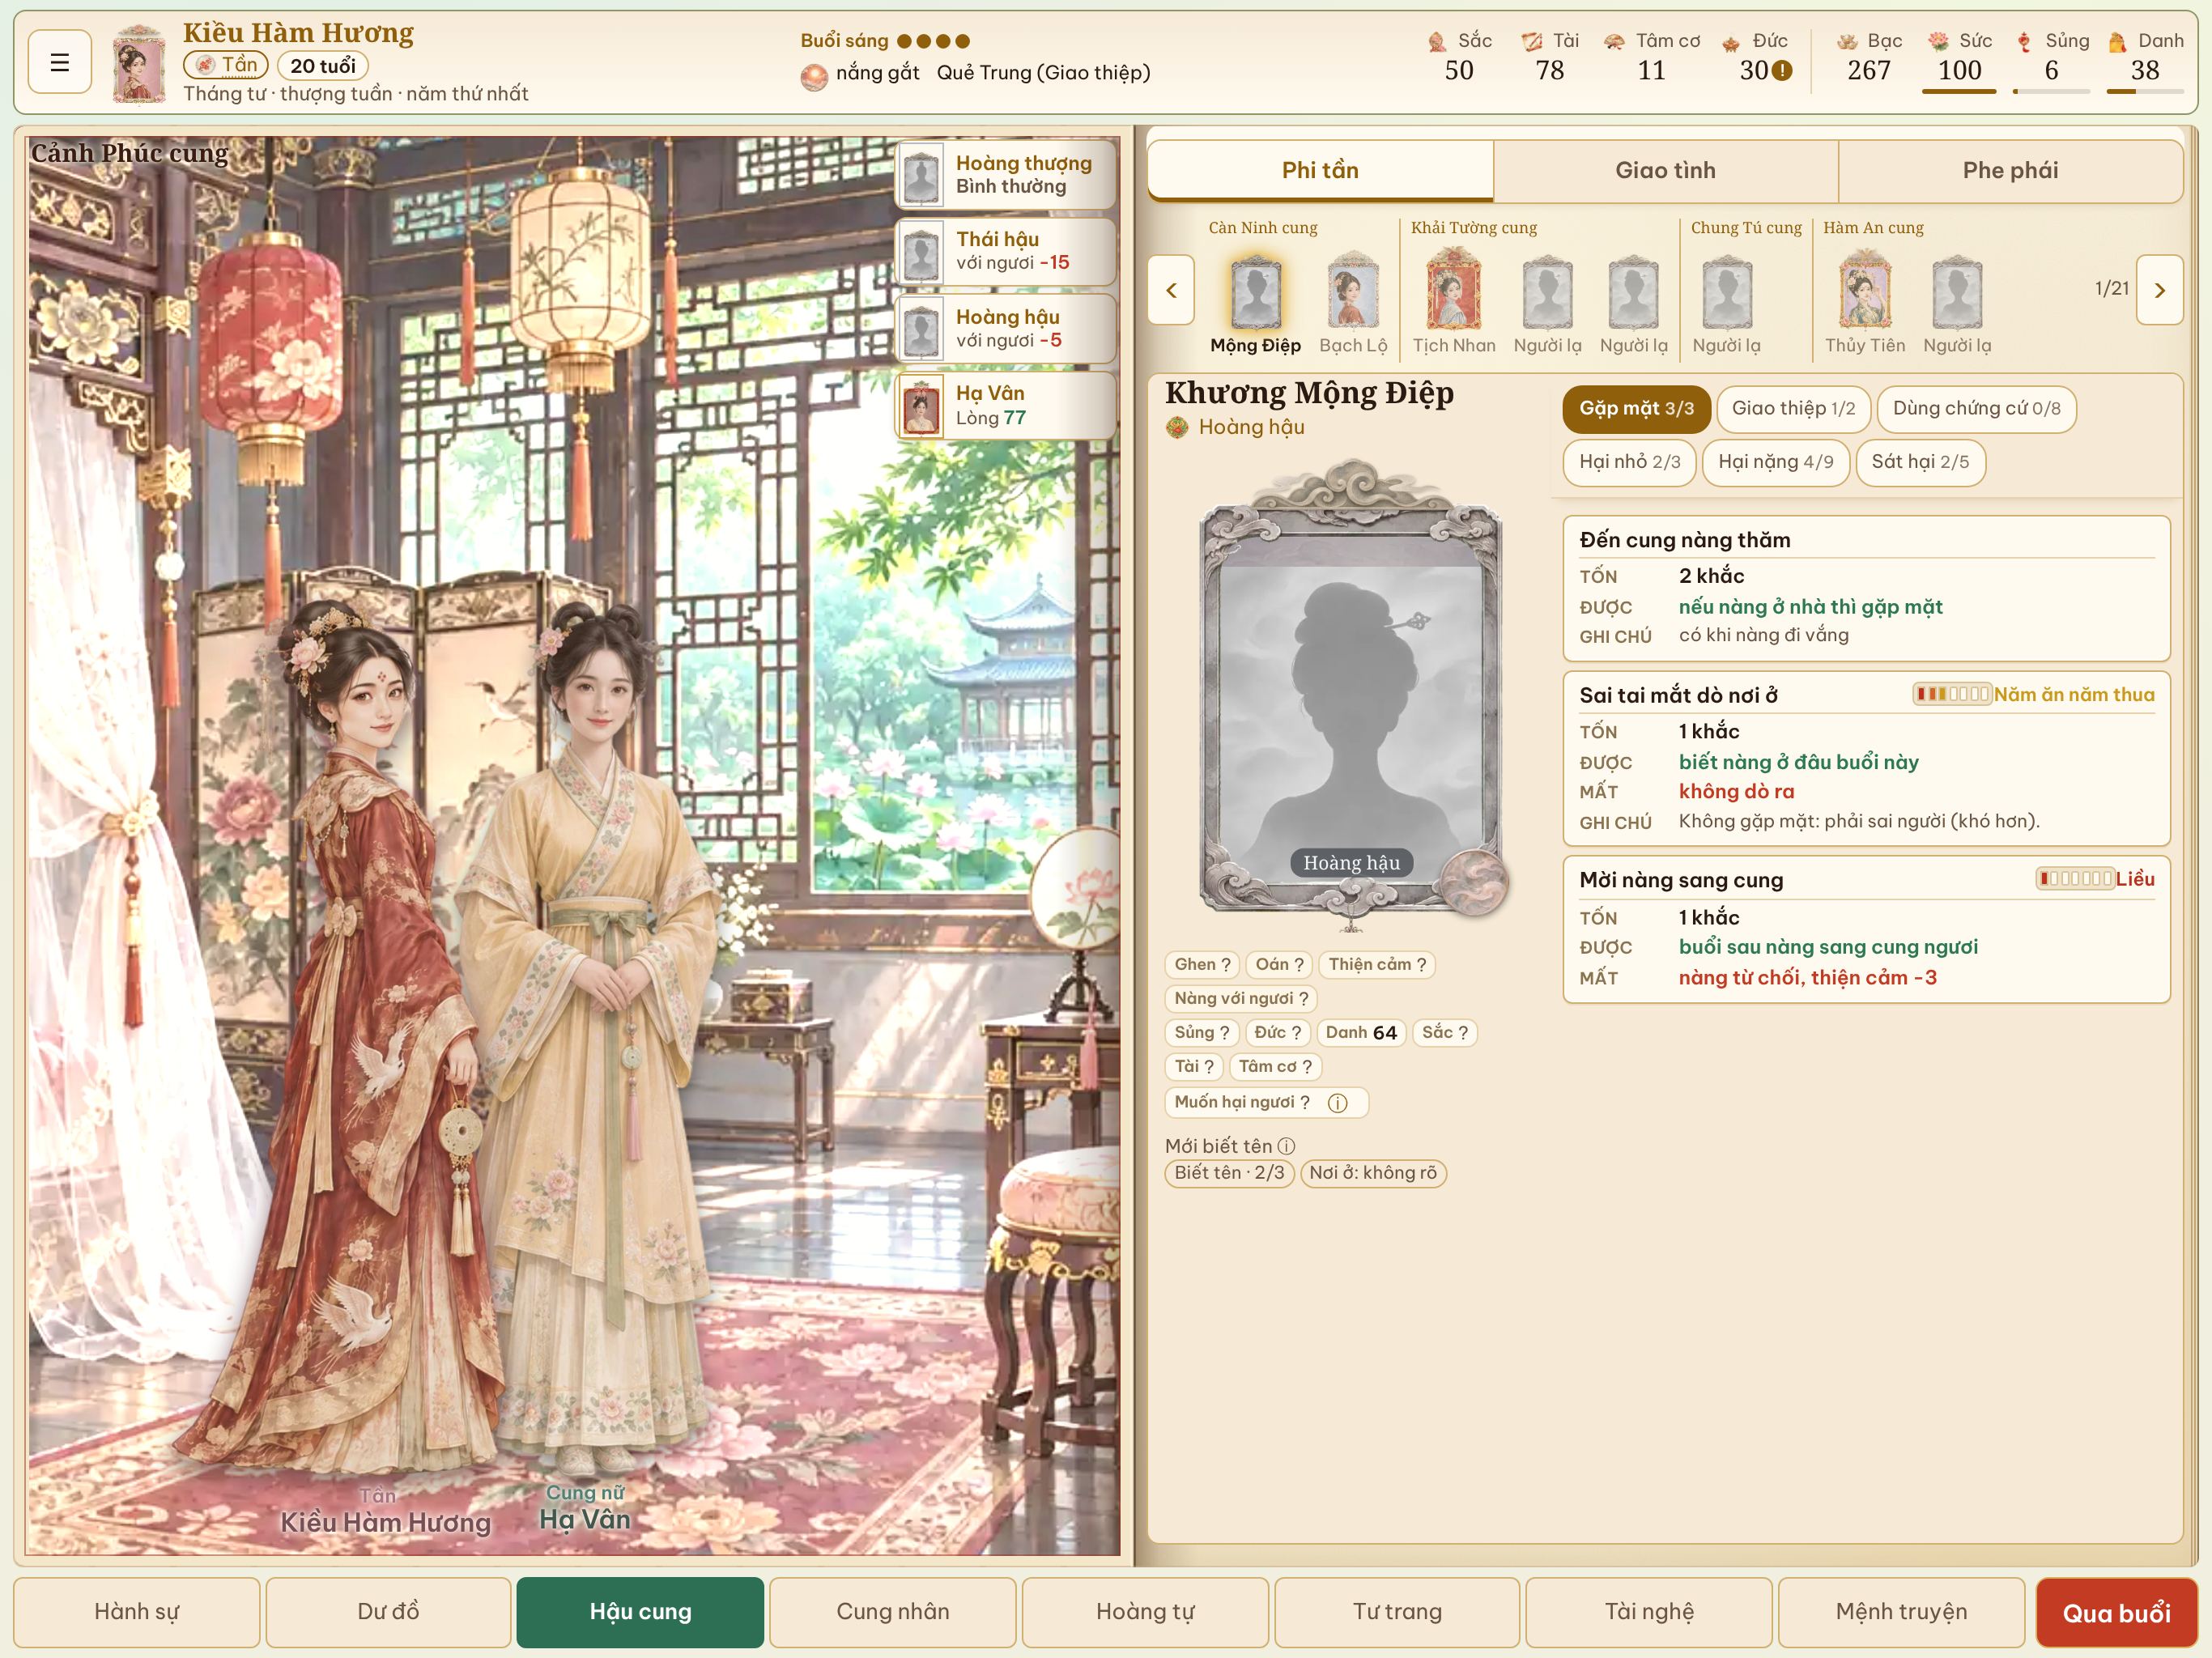 ☰
Kiều Hàm Hương
Tần
20 tuổi
Tháng tư · thượng tuần · năm thứ nhất
Buổi sáng
nắng gắt Quẻ Trung (Giao thiệp)
Sắc 50
Tài 78
Tâm cơ 11
Đức 30 !
Bạc 267
Sức 100
Sủng 6
Danh 38
Cảnh Phúc cung
Hoàng thượng
Bình thường
Thái hậu
với ngươi -15
Hoàng hậu
với ngươi -5
Hạ Vân
Lòng 77
Tần
Kiều Hàm Hương
Cung nữ
Hạ Vân
Phi tần
Giao tình
Phe phái
Càn Ninh cung
Khải Tường cung
Chung Tú cung
Hàm An cung
<
Mộng Điệp
Bạch Lộ
Tịch Nhan
Người lạ
Người lạ
Người lạ
Thủy Tiên
Người lạ
1/21
>
Khương Mộng Điệp
Hoàng hậu
Hoàng hậu
Ghen ?
Oán ?
Thiện cảm ?
Nàng với ngươi ?
Sủng ?
Đức ?
Danh 64
Sắc ?
Tài ?
Tâm cơ ?
Muốn hại ngươi ? ⓘ
Mới biết tên ⓘ
Biết tên · 2/3
Nơi ở: không rõ
Gặp mặt 3/3
Giao thiệp 1/2
Dùng chứng cứ 0/8
Hại nhỏ 2/3
Hại nặng 4/9
Sát hại 2/5
Đến cung nàng thăm
TỐN 2 khắc
ĐƯỢC nếu nàng ở nhà thì gặp mặt
GHI CHÚ có khi nàng đi vắng
Sai tai mắt dò nơi ở Năm ăn năm thua
TỐN 1 khắc
ĐƯỢC biết nàng ở đâu buổi này
MẤT không dò ra
GHI CHÚ Không gặp mặt: phải sai người (khó hơn).
Mời nàng sang cung Liều
TỐN 1 khắc
ĐƯỢC buổi sau nàng sang cung ngươi
MẤT nàng từ chối, thiện cảm -3
Hành sự
Dư đồ
Hậu cung
Cung nhân
Hoàng tự
Tư trang
Tài nghệ
Mệnh truyện
Qua buổi